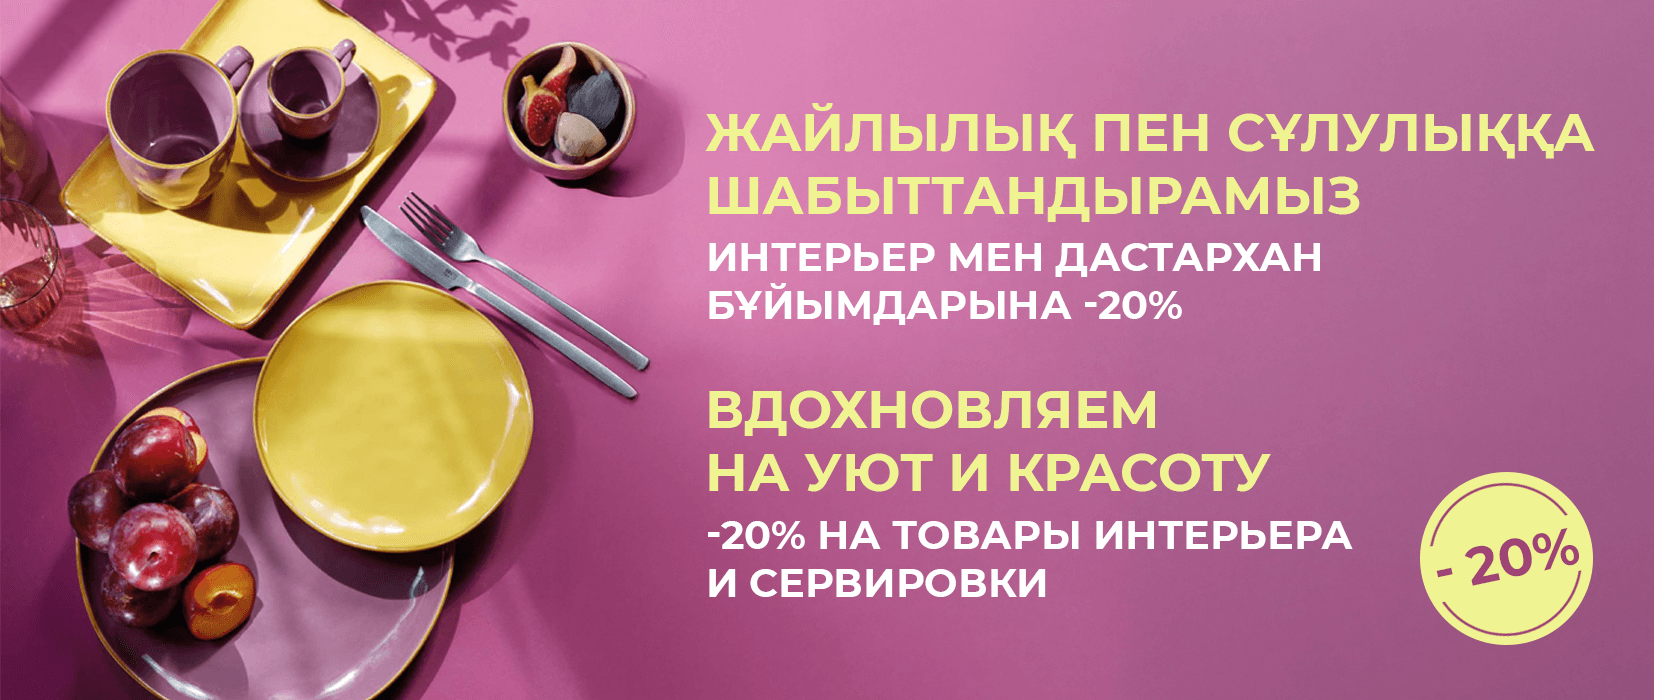 ЖАЙЛЫЛЫҚ ПЕН СҰЛУЛЫҚҚА
ШАБЫТТАНДЫРАМЫЗ
ИНТЕРЬЕР МЕН ДАСТАРХАН
БҰЙЫМДАРЫНА -20%
ВДОХНОВЛЯЕМ
НА УЮТ И КРАСОТУ
-20% НА ТОВАРЫ ИНТЕРЬЕРА
И СЕРВИРОВКИ
- 20%